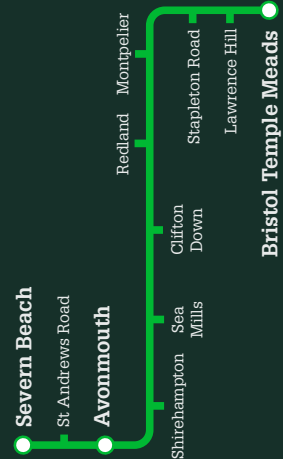 Severn Beach
St Andrews Road
Avonmouth
Shirehampton
Sea
Mills
Clifton
Down
Redland
Montpelier
Stapleton Road
Lawrence Hill
Bristol Temple Meads